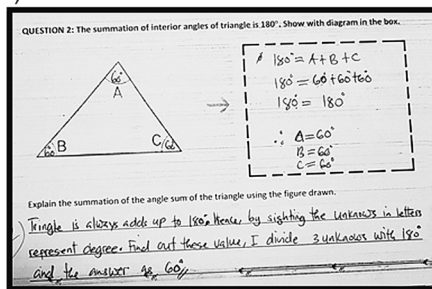 QUESTION 2: The summation of interior angles of triangle is 180°. Show with diagram in the box.
60°
A
60° B
C 60°
180° = A+B+C
180° = 60°+60°+60°
180° = 180°
∴ A=60°
B=60°
C=60°
Explain the summation of the angle sum of the triangle using the figure drawn.
Tringle is always adds up to 180°. Hence, by sighting the unknows in letters
represent degree. Find out these value, I divide 3 unknows with 180°
and the answer is 60°